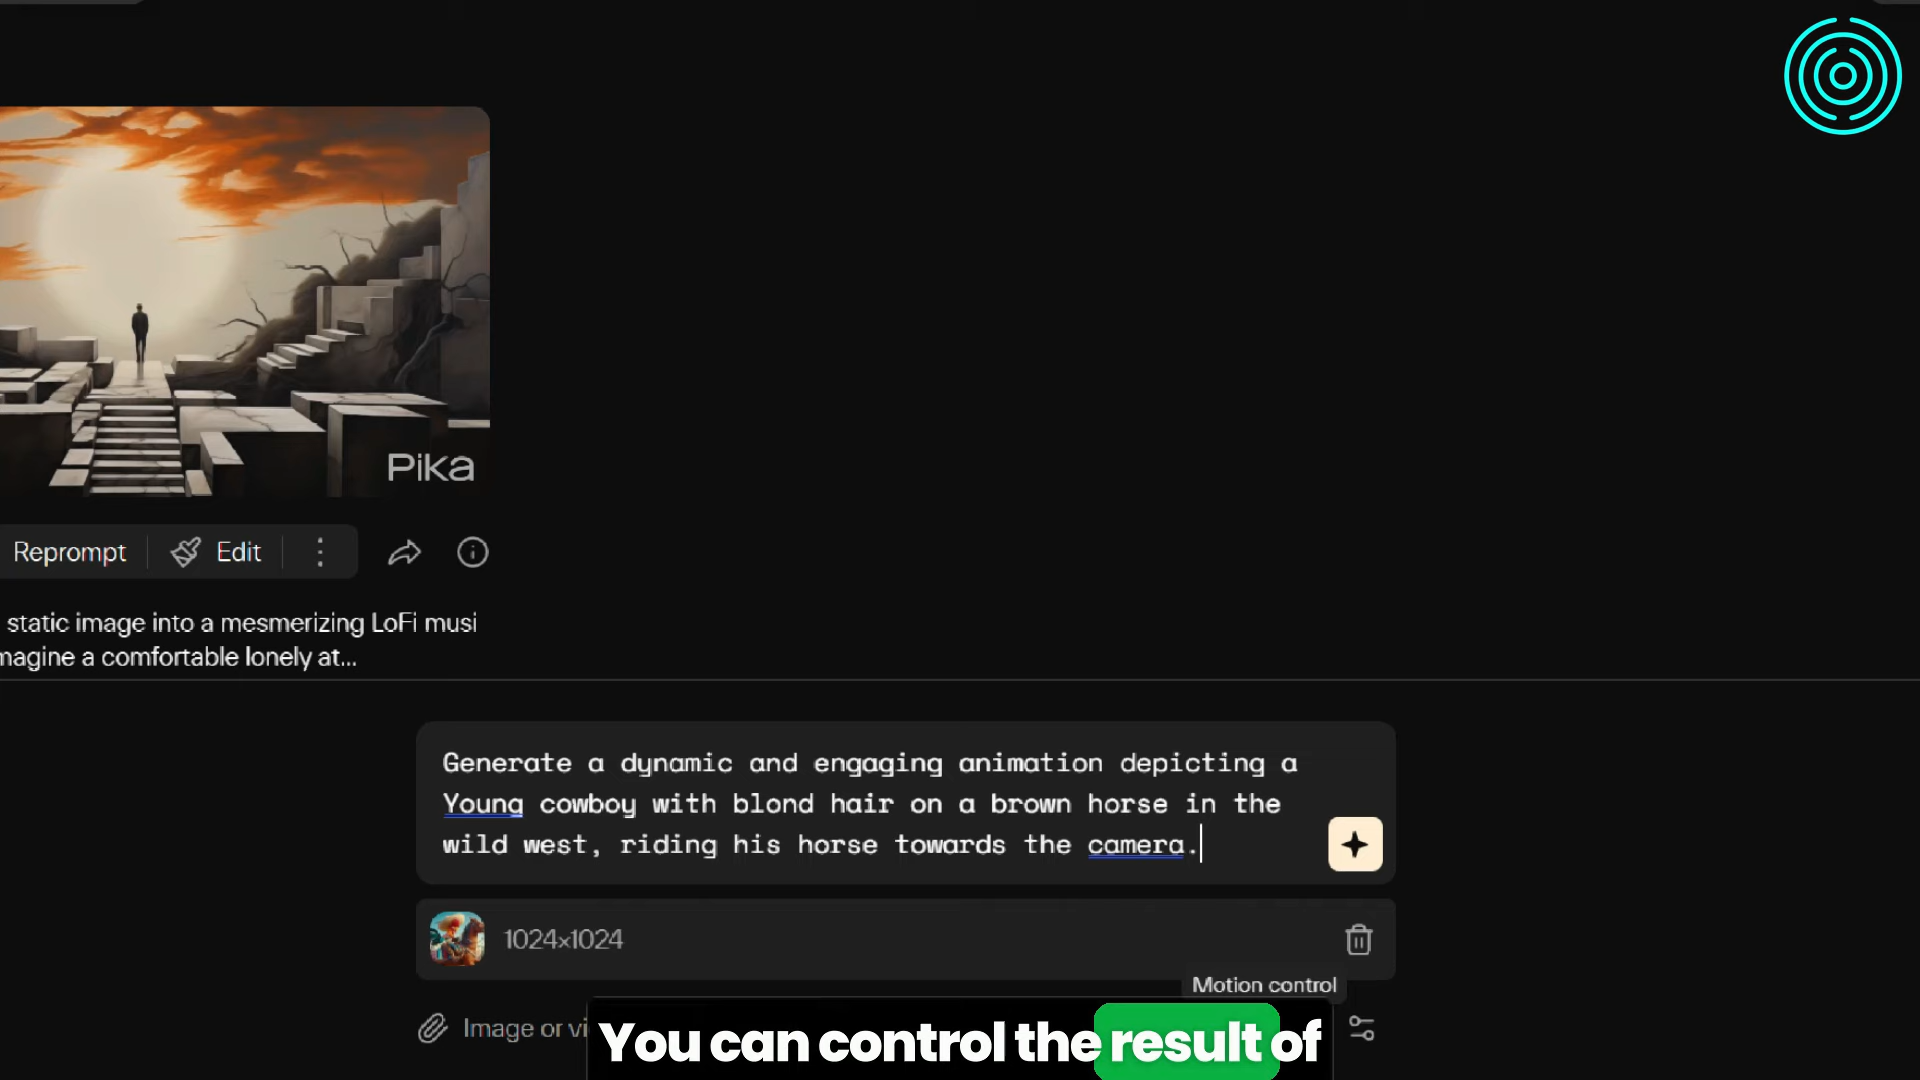 Pika
Reprompt
Edit
static image into a mesmerizing LoFi musi
magine a comfortable lonely at...
Generate a dynamic and engaging animation depicting a
Young cowboy with blond hair on a brown horse in the
wild west, riding his horse towards the camera.
1024×1024
Motion control
Image or vi
You can control the result of